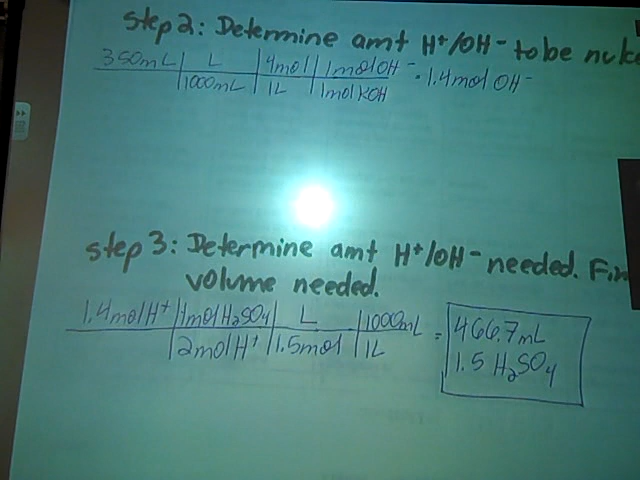 step 2: Determine amt H⁺/OH⁻ to be
350mL | L | 4mol | 1mol OH⁻ = 1.4mol OH⁻
1000mL | 1L | 1mol KOH
step 3: Determine amt H⁺/OH⁻ needed.
volume needed.
1.4mol H⁺ | 1mol H₂SO₄ | L | 1000mL = 466.7mL
2mol H⁺ | 1.5mol | 1L 1.5 H₂SO₄